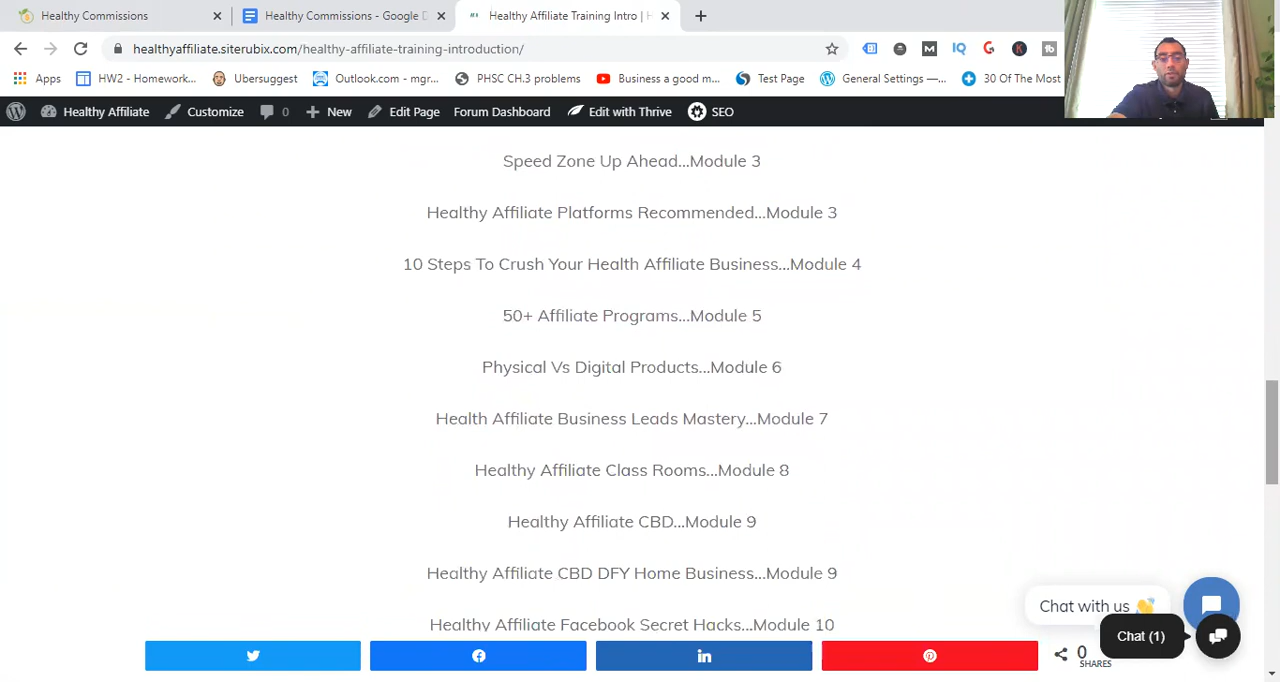 Healthy Commissions
Healthy Commissions - Google D
Healthy Affiliate Training Intro | H
healthyaffiliate.siterubix.com/healthy-affiliate-training-introduction/
Apps
HW2 - Homework...
Ubersuggest
Outlook.com - mgr...
PHSC CH.3 problems
Business a good m...
Test Page
General Settings —...
30 Of The Most
Healthy Affiliate
Customize
0
New
Edit Page
Forum Dashboard
Edit with Thrive
SEO
Speed Zone Up Ahead...Module 3
Healthy Affiliate Platforms Recommended...Module 3
10 Steps To Crush Your Health Affiliate Business...Module 4
50+ Affiliate Programs...Module 5
Physical Vs Digital Products...Module 6
Health Affiliate Business Leads Mastery...Module 7
Healthy Affiliate Class Rooms...Module 8
Healthy Affiliate CBD...Module 9
Healthy Affiliate CBD DFY Home Business...Module 9
Healthy Affiliate Facebook Secret Hacks...Module 10
Chat with us 👋
Chat (1)
0
SHARES